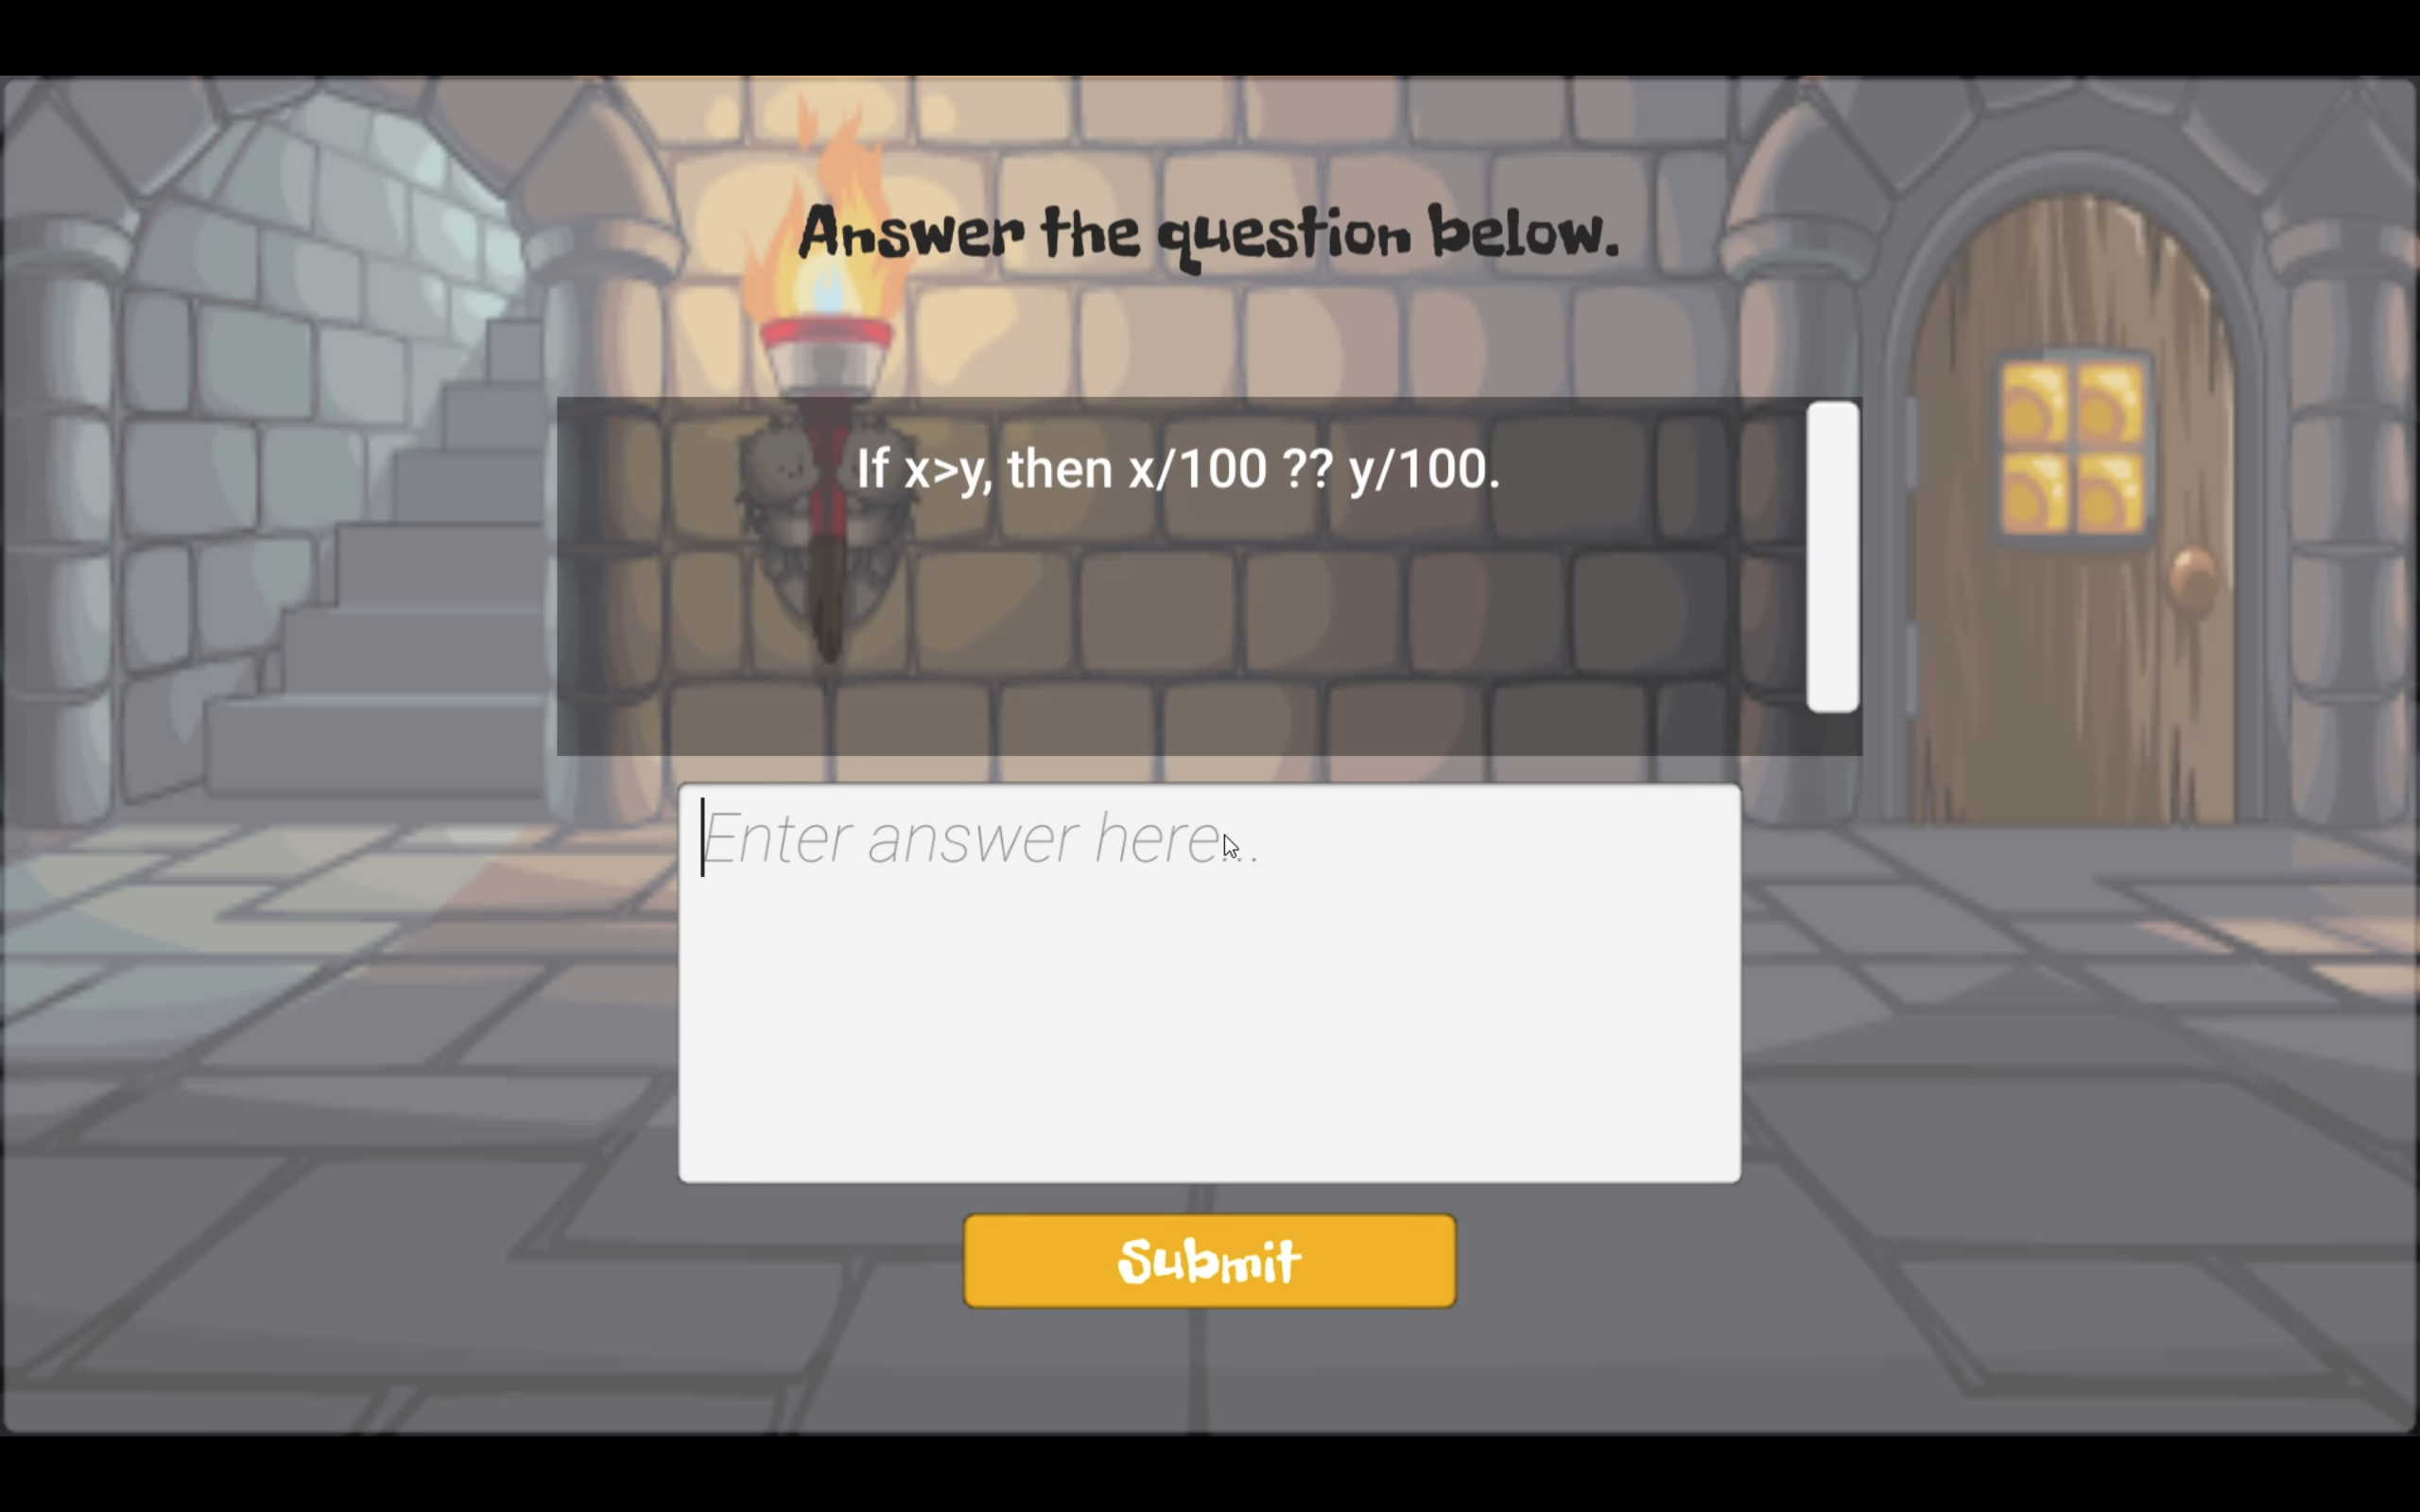 Answer the question below.
If x>y, then x/100 ?? y/100.
Enter answer here...
Submit